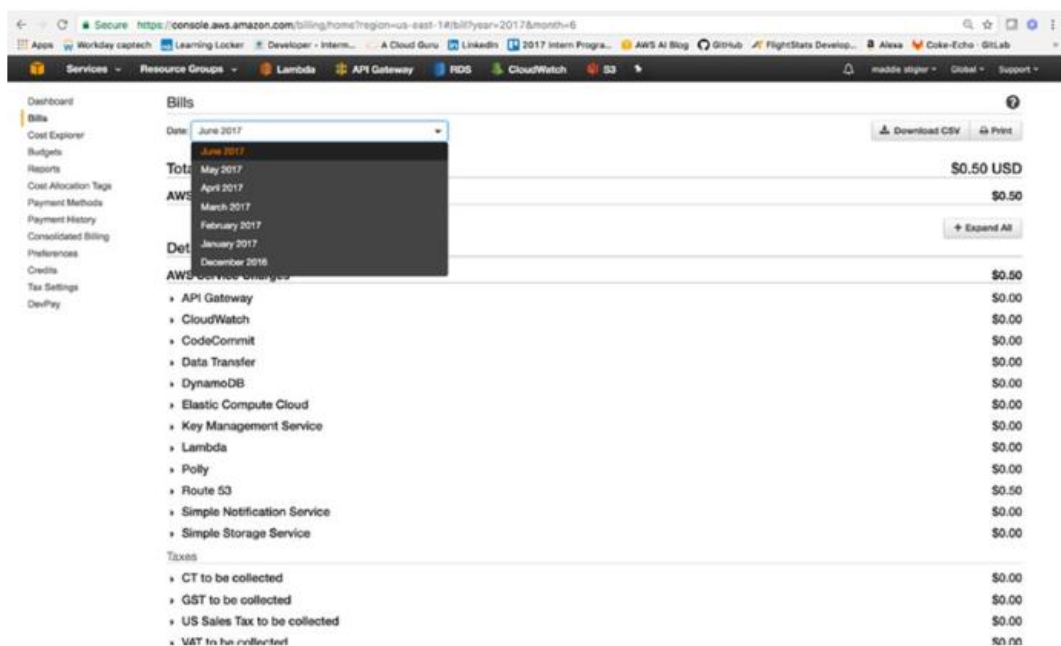 Secure https://console.aws.amazon.com/billing/home?region=us-east-1#/bill?year=2017&month=6
Apps Workday captech Learning Locker Developer - Interm... A Cloud Guru LinkedIn 2017 Intern Progra... AWS AI Blog GitHub FlightStats Develop... Alexa Coke-Echo · GitLab
Services Resource Groups Lambda API Gateway RDS CloudWatch S3 maddie stigler Global Support
Dashboard
Bills
Cost Explorer
Budgets
Reports
Cost Allocation Tags
Payment Methods
Payment History
Consolidated Billing
Preferences
Credits
Tax Settings
DevPay
Bills
Date: June 2017
Download CSV Print
June 2017
May 2017
April 2017
March 2017
February 2017
January 2017
December 2016
Tota $0.50 USD
AWS $0.50
+ Expand All
Det
AWS Service Charges $0.50
API Gateway $0.00
CloudWatch $0.00
CodeCommit $0.00
Data Transfer $0.00
DynamoDB $0.00
Elastic Compute Cloud $0.00
Key Management Service $0.00
Lambda $0.00
Polly $0.00
Route 53 $0.50
Simple Notification Service $0.00
Simple Storage Service $0.00
Taxes
CT to be collected $0.00
GST to be collected $0.00
US Sales Tax to be collected $0.00
VAT to be collected $0.00